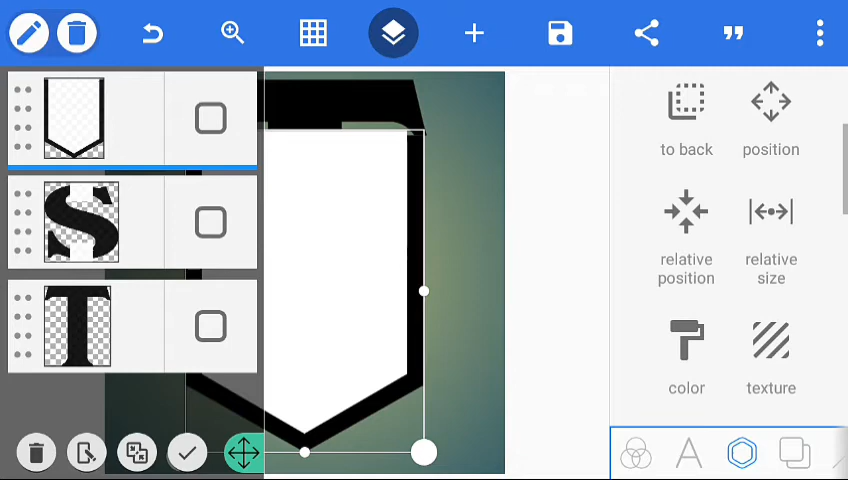 S
T
to back
position
relative
position
relative
size
color
texture